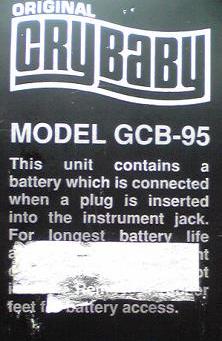 ORIGINAL
CRYBABY
MODEL GCB-95
This unit contains a
battery which is connected
when a plug is inserted
into the instrument jack.
For longest battery life
feet battery access.